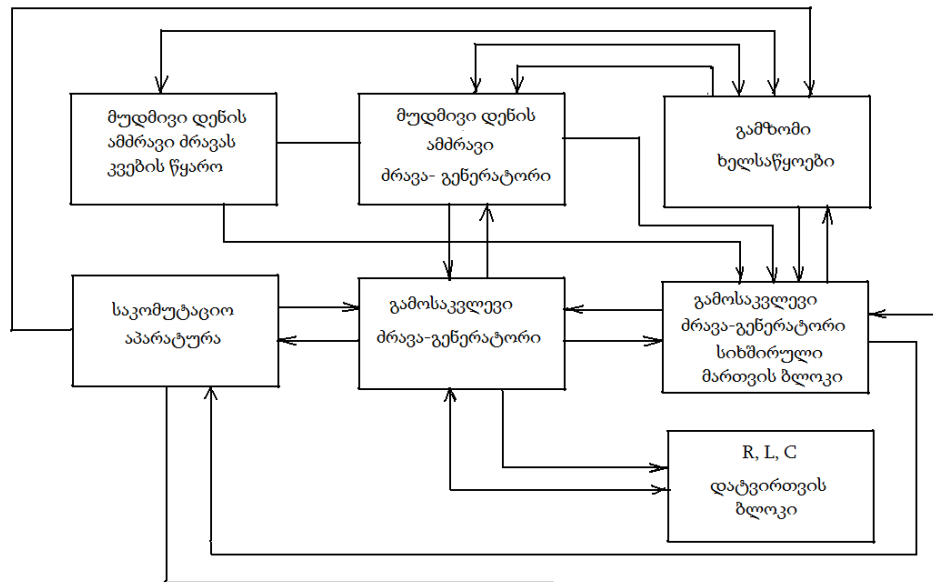 მუდმივი დენის
ამძრავი ძრავას
კვების წყარო
მუდმივი დენის
ამძრავი
ძრავა- გენერატორი
გამზომი
ხელსაწყოები
საკომუტაციო
აპარატურა
გამოსაკვლევი
ძრავა-გენერატორი
გამოსაკვლევი
ძრავა-გენერატორი
სიხშირული
მართვის ბლოკი
R, L, C
დატვირთვის
ბლოკი